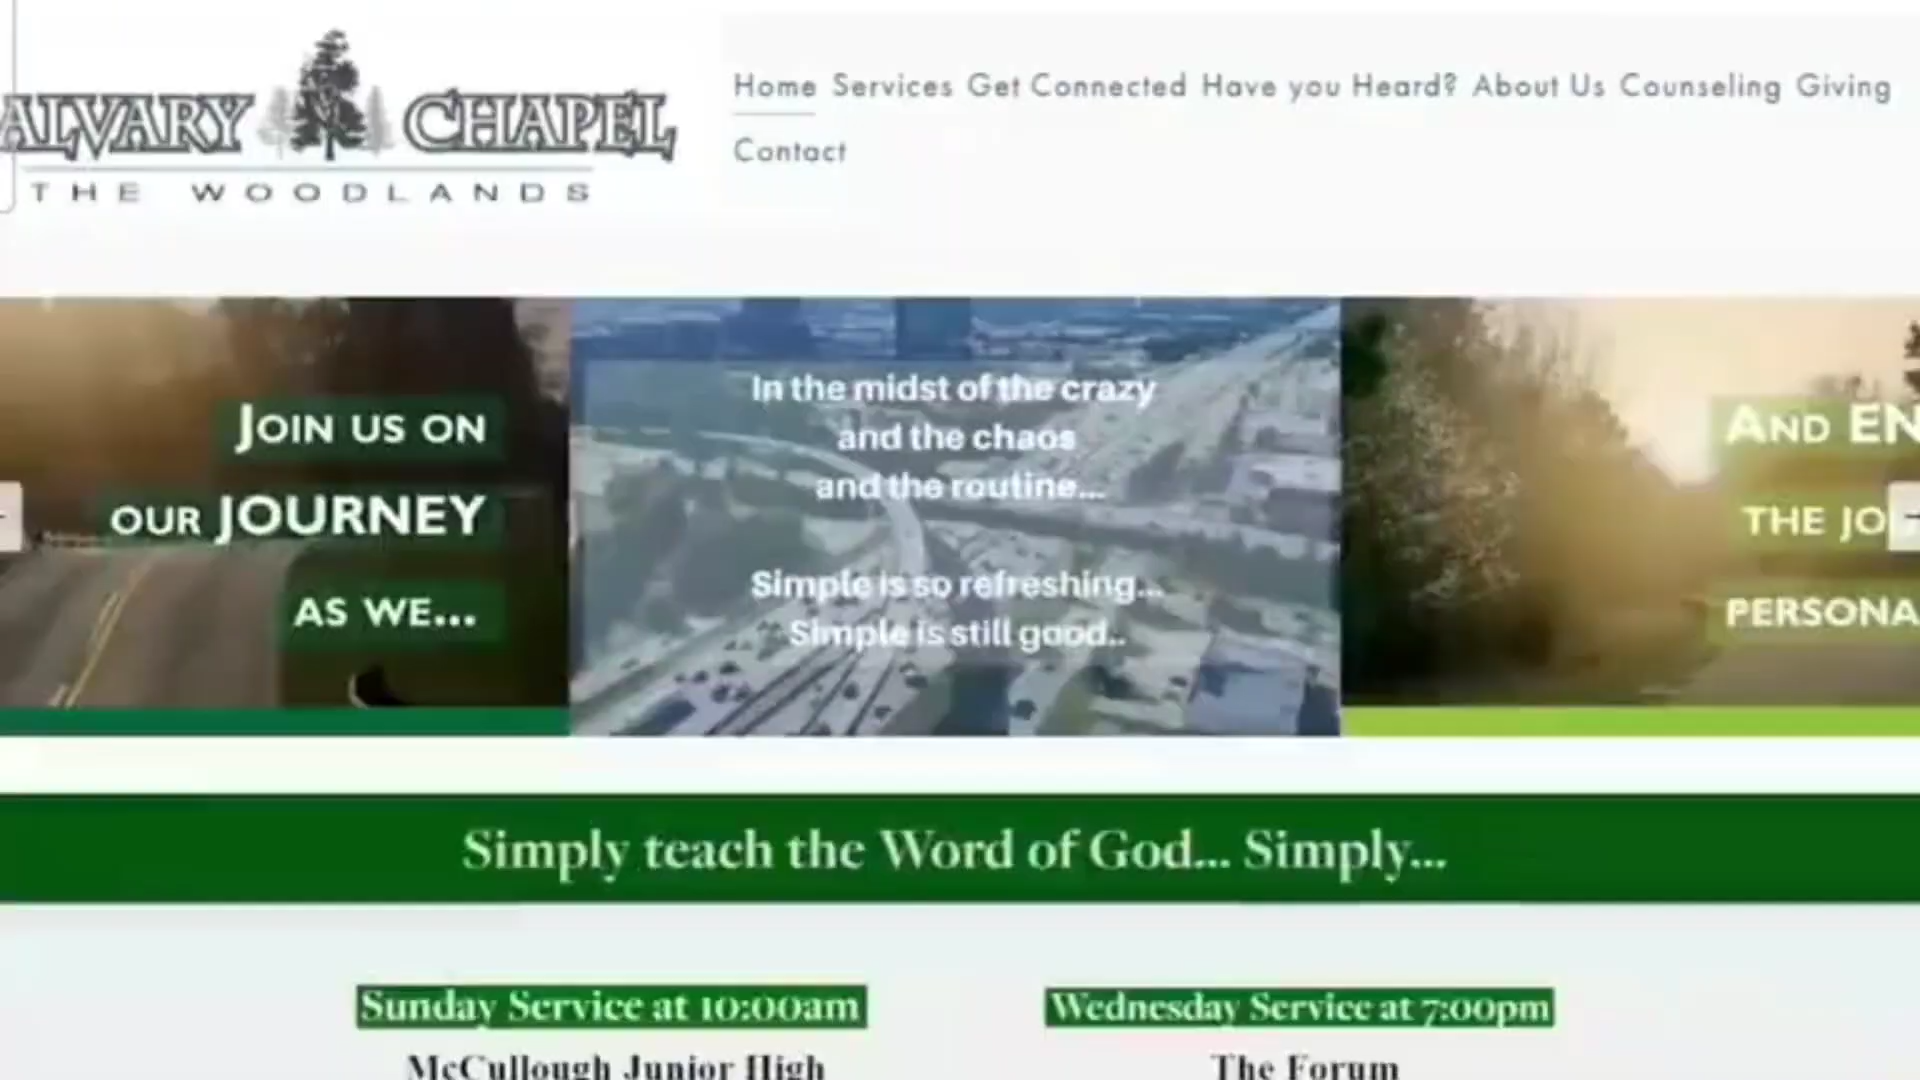 ALVARY CHAPEL
THE WOODLANDS
Home Services Get Connected Have you Heard? About Us Counseling Giving
Contact
JOIN US ON
OUR JOURNEY
AS WE...
In the midst of the crazy
and the chaos
and the routine...
Simple is so refreshing...
Simple is still good..
AND EN
THE JO
PERSONA
Simply teach the Word of God... Simply...
Sunday Service at 10:00am
Wednesday Service at 7:00pm
McCullough Junior High
The Forum